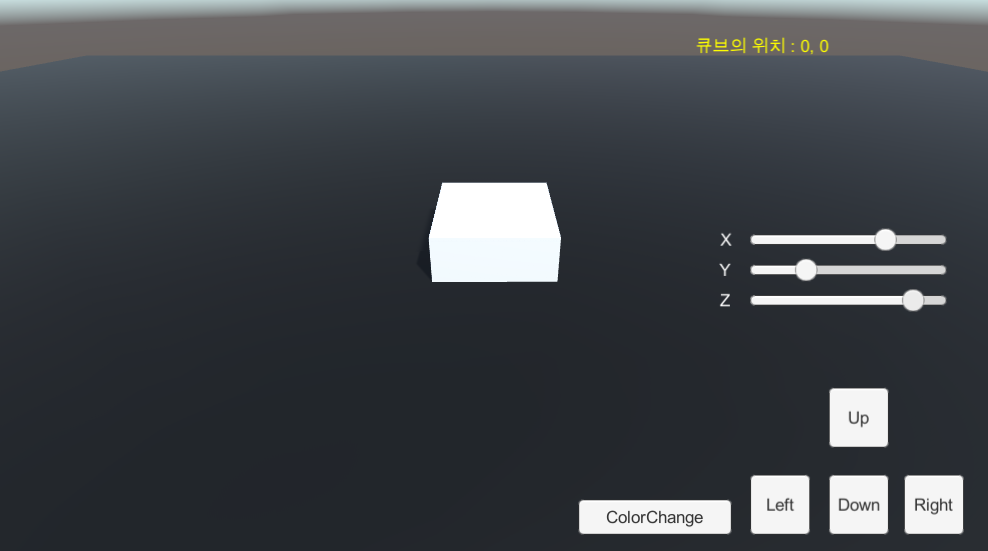 큐브의 위치 : 0, 0
X
Y
Z
Up
Left
Down
Right
ColorChange